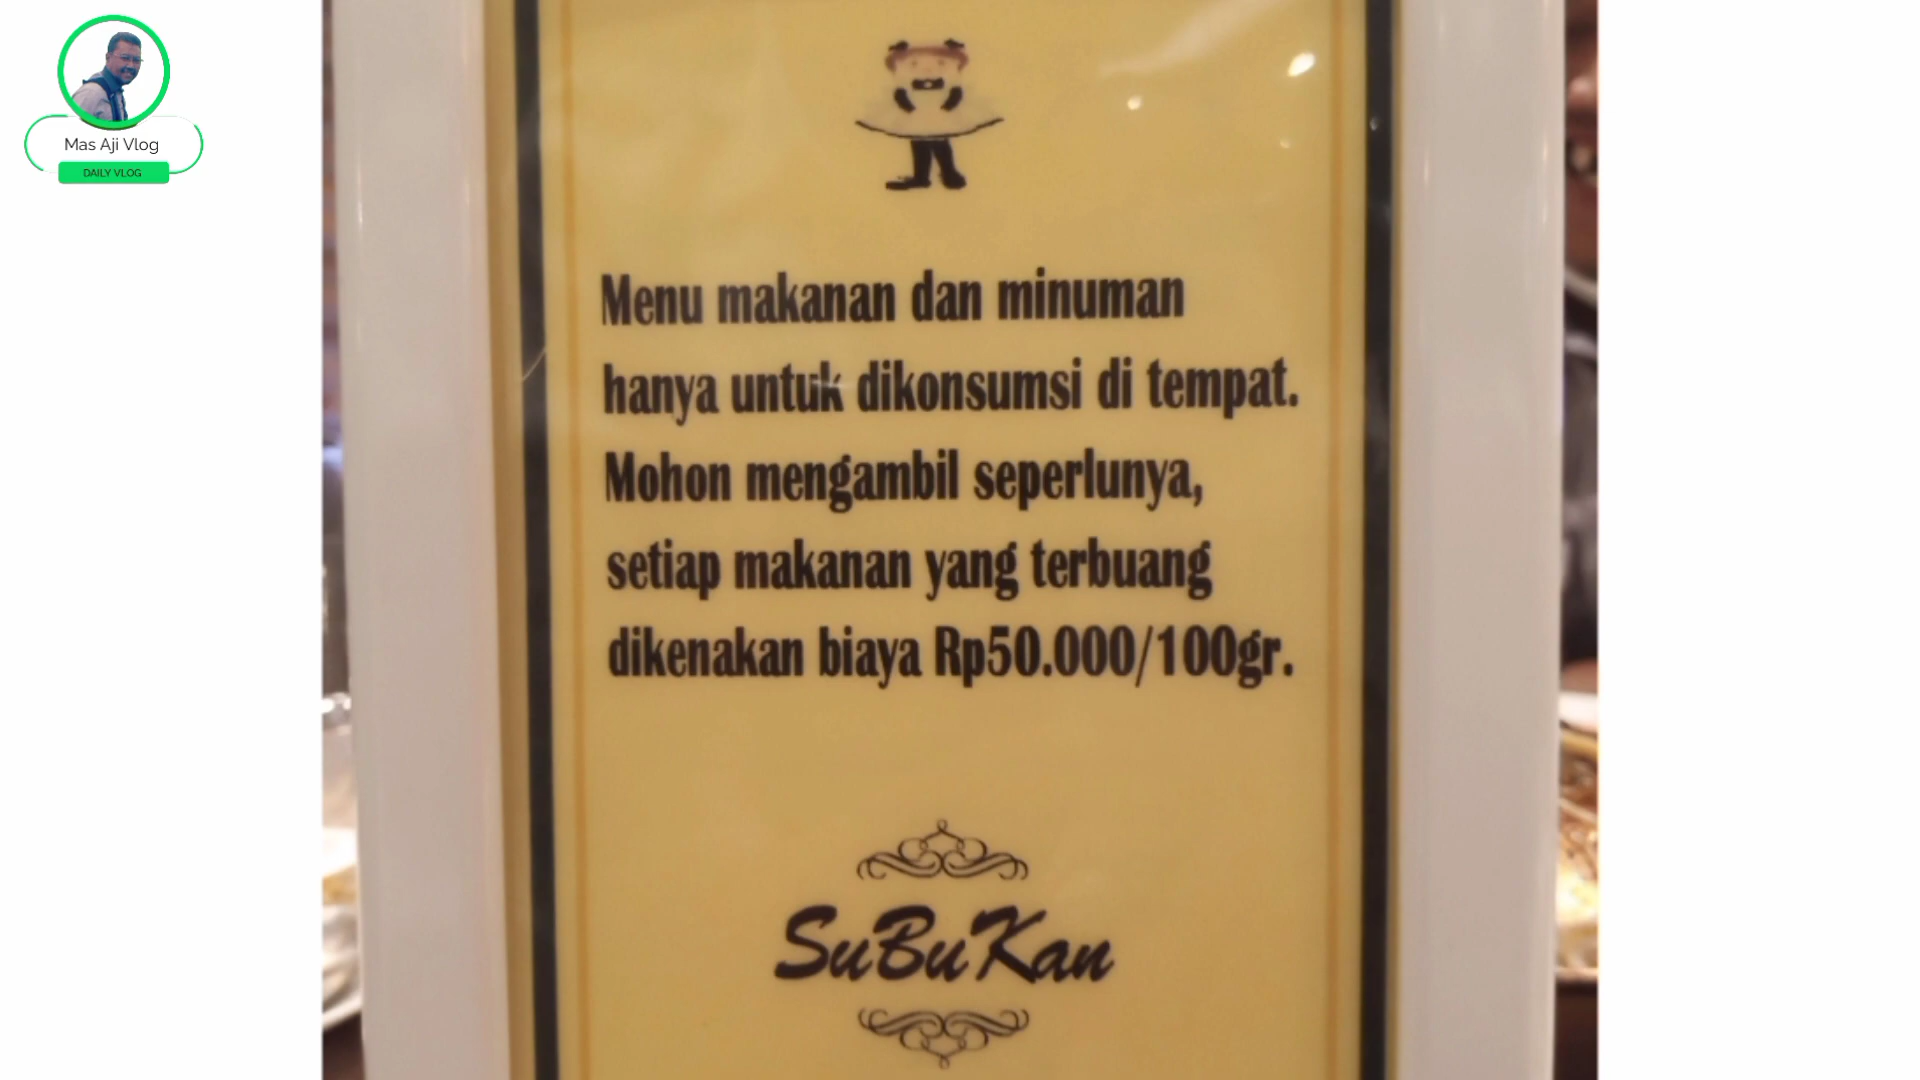 Mas Aji Vlog
DAILY VLOG
Menu makanan dan minuman
hanya untuk dikonsumsi di tempat.
Mohon mengambil seperlunya,
setiap makanan yang terbuang
dikenakan biaya Rp50.000/100gr.
SuBuKan